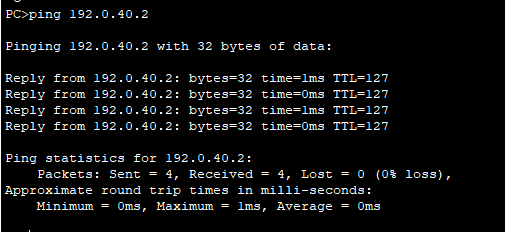 PC>ping 192.0.40.2
Pinging 192.0.40.2 with 32 bytes of data:
Reply from 192.0.40.2: bytes=32 time=1ms TTL=127
Reply from 192.0.40.2: bytes=32 time=0ms TTL=127
Reply from 192.0.40.2: bytes=32 time=1ms TTL=127
Reply from 192.0.40.2: bytes=32 time=0ms TTL=127
Ping statistics for 192.0.40.2:
Packets: Sent = 4, Received = 4, Lost = 0 (0% loss),
Approximate round trip times in milli-seconds:
Minimum = 0ms, Maximum = 1ms, Average = 0ms